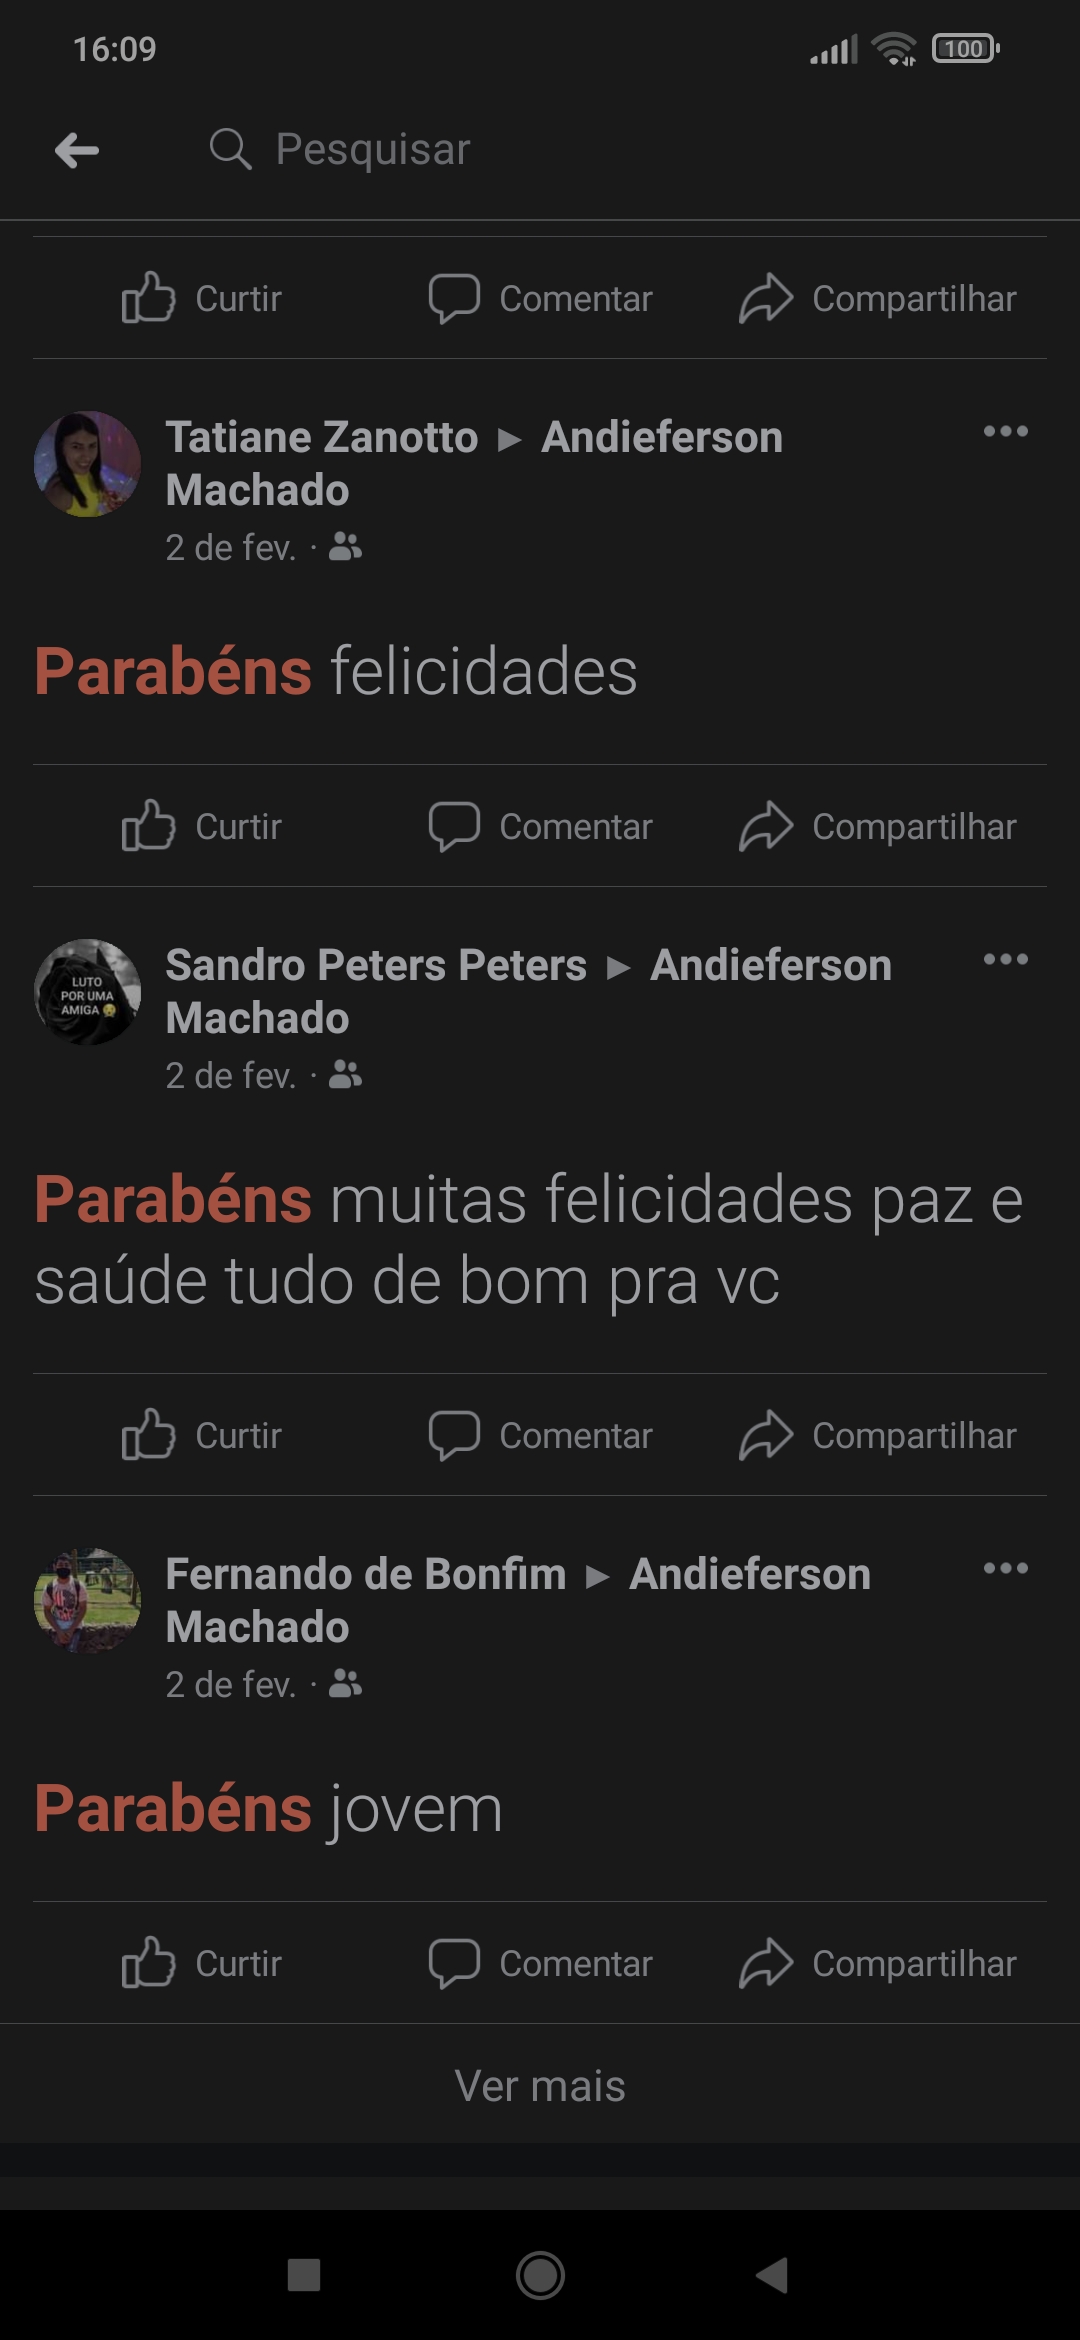 16:09
100
Pesquisar
Curtir
Comentar
Compartilhar
Tatiane Zanotto ▶ Andieferson
Machado
2 de fev. ·
Parabéns felicidades
Curtir
Comentar
Compartilhar
Sandro Peters Peters ▶ Andieferson
Machado
2 de fev. ·
LUTO
POR UMA
AMIGA 😭
Parabéns muitas felicidades paz e
saúde tudo de bom pra vc
Curtir
Comentar
Compartilhar
Fernando de Bonfim ▶ Andieferson
Machado
2 de fev. ·
Parabéns jovem
Curtir
Comentar
Compartilhar
Ver mais